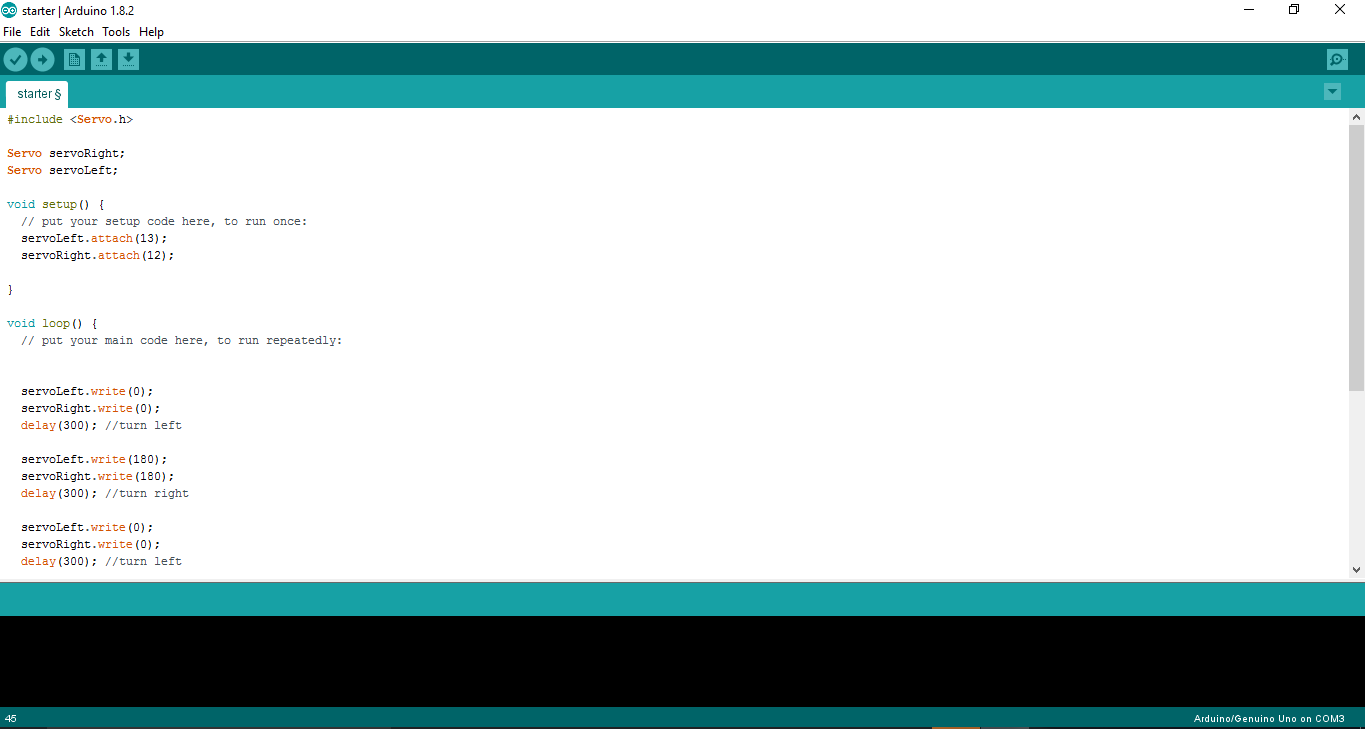 starter | Arduino 1.8.2
File Edit Sketch Tools Help
starter §
#include <Servo.h>
Servo servoRight;
Servo servoLeft;
void setup() {
// put your setup code here, to run once:
servoLeft.attach(13);
servoRight.attach(12);
}
void loop() {
// put your main code here, to run repeatedly:
servoLeft.write(0);
servoRight.write(0);
delay(300); //turn left
servoLeft.write(180);
servoRight.write(180);
delay(300); //turn right
servoLeft.write(0);
servoRight.write(0);
delay(300); //turn left
45
Arduino/Genuino Uno on COM3